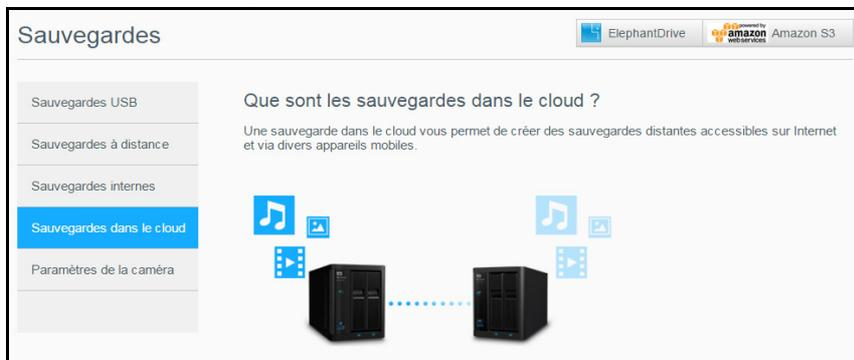 Sauvegardes
ElephantDrive
powered by
amazon
webservices
Amazon S3
Sauvegardes USB
Sauvegardes à distance
Sauvegardes internes
Sauvegardes dans le cloud
Paramètres de la caméra
Que sont les sauvegardes dans le cloud ?
Une sauvegarde dans le cloud vous permet de créer des sauvegardes distantes accessibles sur Internet
et via divers appareils mobiles.